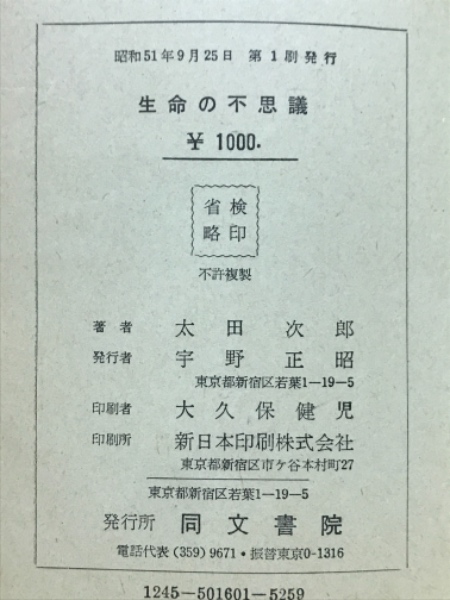 昭和51年9月25日 第1刷発行
生命の不思議
¥ 1000.
検印
省略
不許複製
著者 太田次郎
発行者 宇野正昭
東京都新宿区若葉1―19―5
印刷者 大久保健児
印刷所 新日本印刷株式会社
東京都新宿区市ケ谷本村町27
東京都新宿区若葉1―19―5
発行所 同文書院
電話代表(359)9671・振替東京0-1316
1245-501601-5259